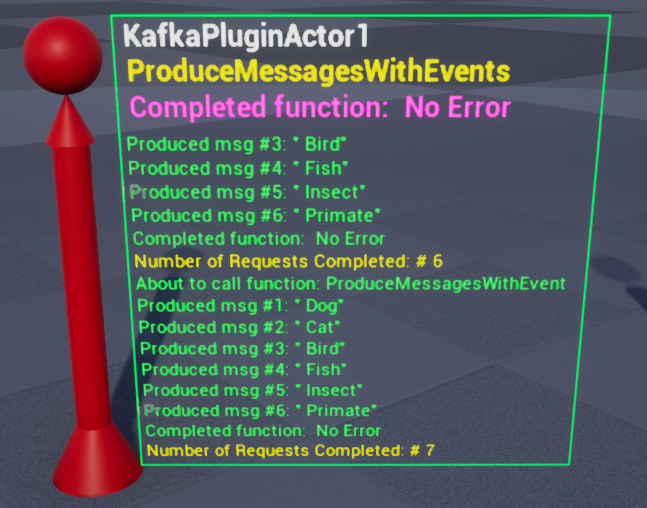 KafkaPluginActor1
ProduceMessagesWithEvents
Completed function: No Error
Produced msg #3: " Bird"
Produced msg #4: " Fish"
Produced msg #5: " Insect"
Produced msg #6: " Primate"
Completed function: No Error
Number of Requests Completed: # 6
About to call function: ProduceMessagesWithEvent
Produced msg #1: " Dog"
Produced msg #2: " Cat"
Produced msg #3: " Bird"
Produced msg #4: " Fish"
Produced msg #5: " Insect"
Produced msg #6: " Primate"
Completed function: No Error
Number of Requests Completed: # 7